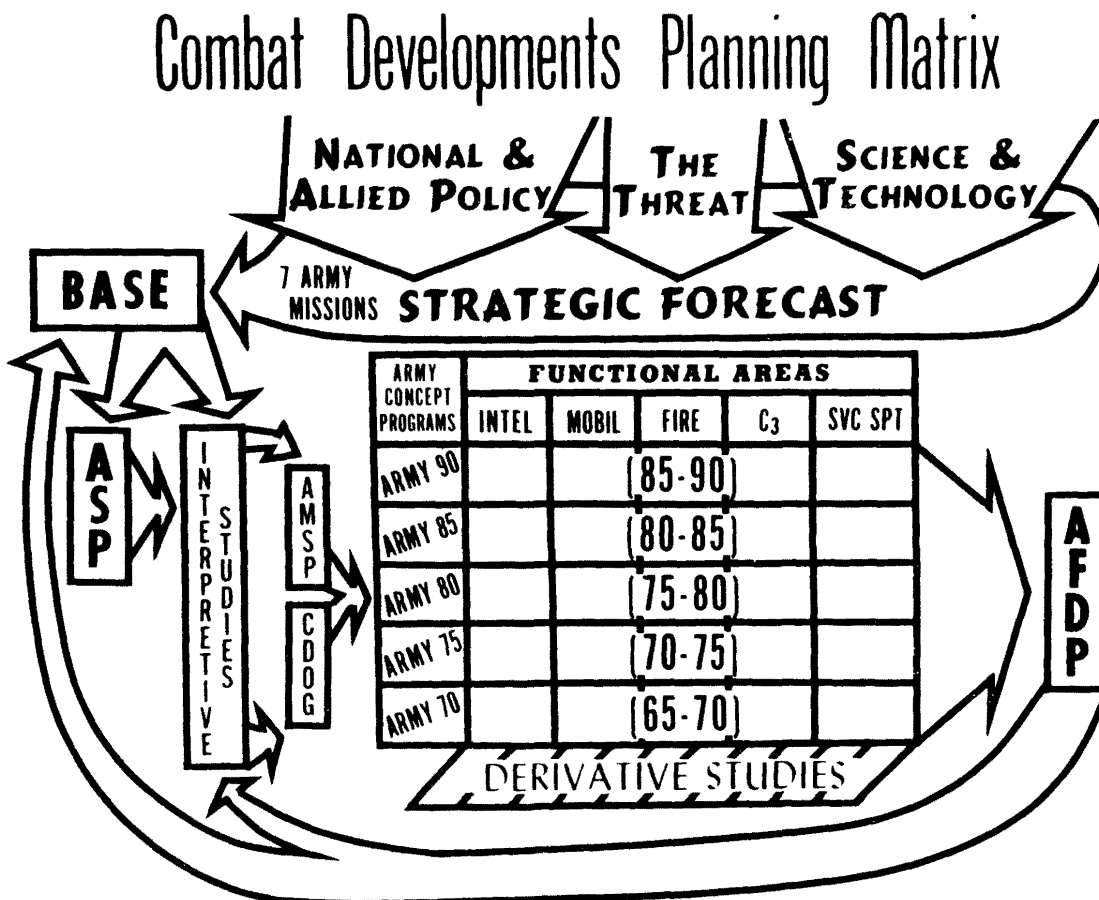 Combat Developments Planning Matrix
NATIONAL &
ALLIED POLICY
THE
THREAT
SCIENCE &
TECHNOLOGY
7 ARMY
MISSIONS
STRATEGIC FORECAST
BASE
ASP
INTERPRETIVE
STUDIES
AMSP
CDOG
ARMY
CONCEPT
PROGRAMS
FUNCTIONAL AREAS
INTEL MOBIL FIRE C3 SVC SPT
ARMY 90 (85-90)
ARMY 85 (80-85)
ARMY 80 (75-80)
ARMY 75 (70-75)
ARMY 70 (65-70)
DERIVATIVE STUDIES
AFDP